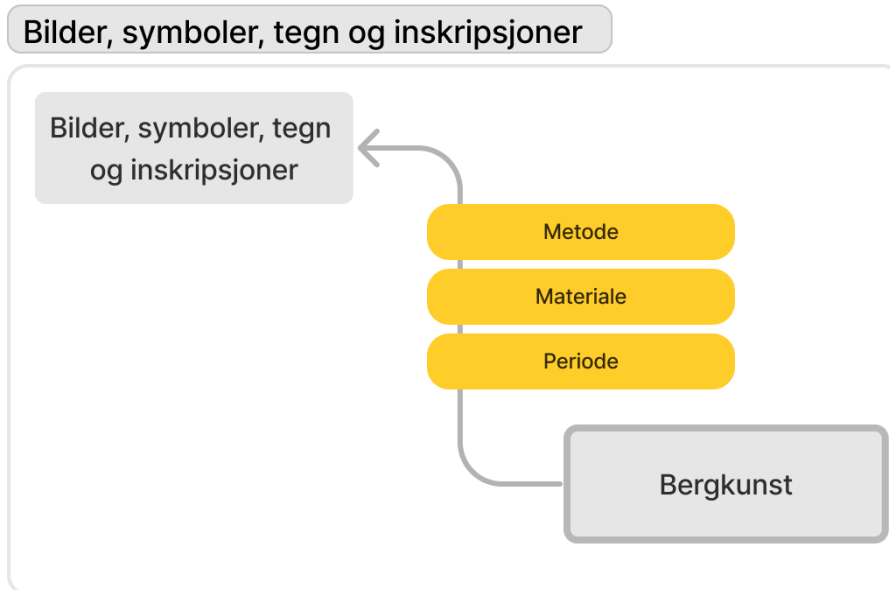 Bilder, symboler, tegn og inskripsjoner
Bilder, symboler, tegn
og inskripsjoner
Metode
Materiale
Periode
Bergkunst